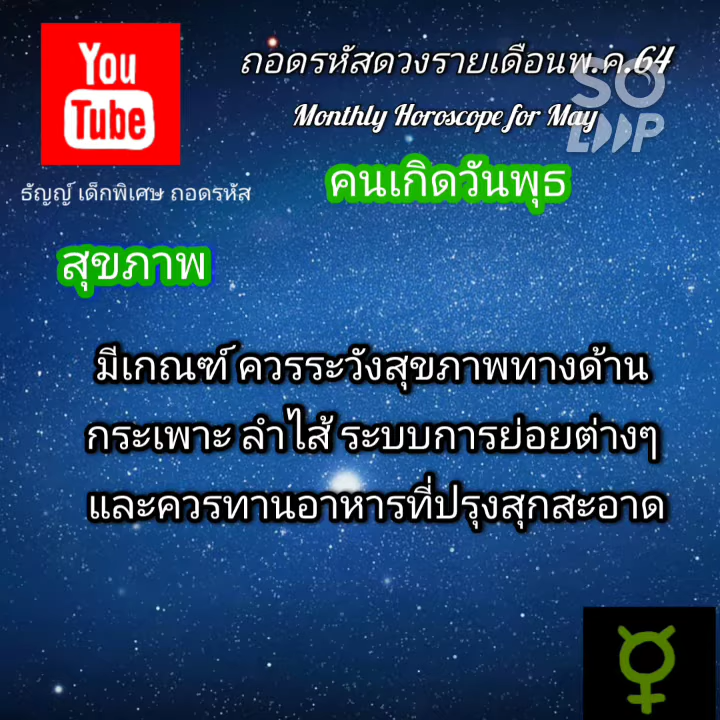 You
Tube
ถอดรหัสดวงรายเดือนพ.ค.64
Monthly Horoscope for May
SO
LOOP
ธัญญ์ เด็กพิเศษ ถอดรหัส
คนเกิดวันพุธ
สุขภาพ
มีเกณฑ์ ควรระวังสุขภาพทางด้าน
กระเพาะ ลำไส้ ระบบการย่อยต่างๆ
และควรทานอาหารที่ปรุงสุกสะอาด